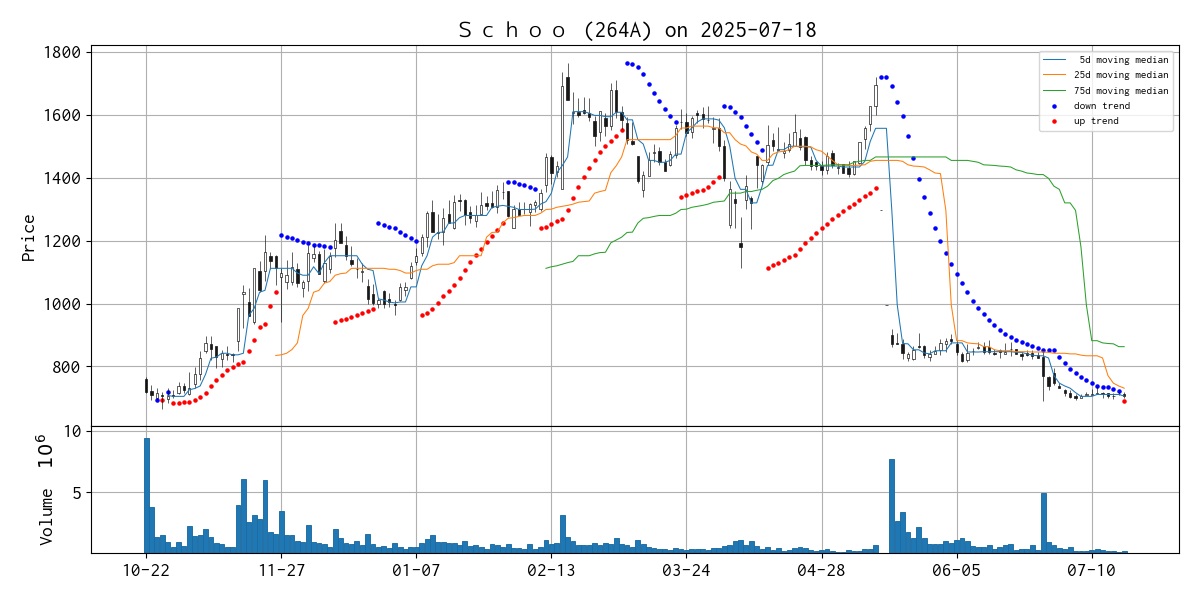 Ｓｃｈｏｏ (264A) on 2025-07-18
1800
1600
1400
1200
1000
800
Price
5d moving median
25d moving median
75d moving median
down trend
up trend
10
5
Volume 10^6
10-22
11-27
01-07
02-13
03-24
04-28
06-05
07-10